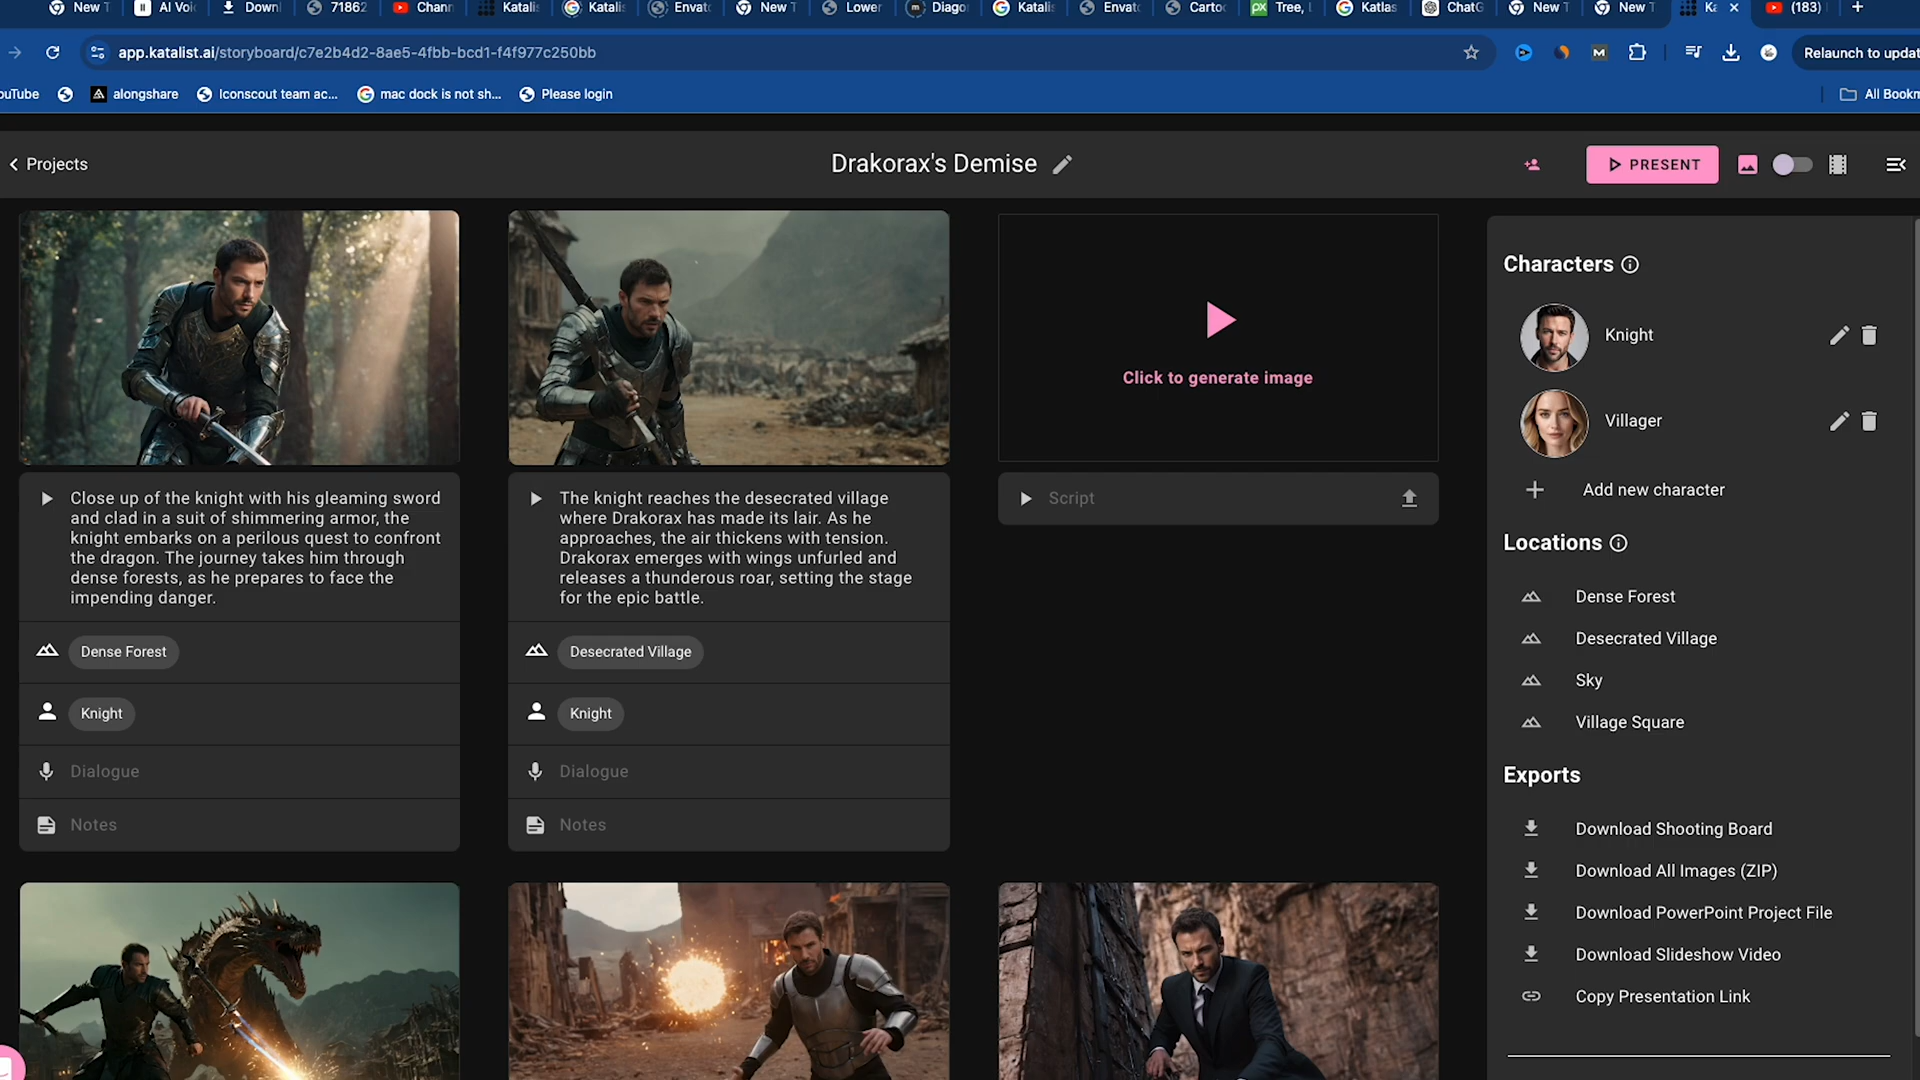 New T
AI Voi
Downl
71862
Chann
Katali
Katalis
Envato
New T
Lower
Diago
Katalis
Envato
Cartoo
Tree, l
Katlas
ChatG
New T
New T
Ka
(183)
app.katalist.ai/storyboard/c7e2b4d2-8ae5-4fbb-bcd1-f4f977c250bb
Relaunch to updat
ouTube
alongshare
Iconscout team ac...
mac dock is not sh...
Please login
All Bookm
Projects
Drakorax's Demise
PRESENT
Click to generate image
Close up of the knight with his gleaming sword
and clad in a suit of shimmering armor, the
knight embarks on a perilous quest to confront
the dragon. The journey takes him through
dense forests, as he prepares to face the
impending danger.
Dense Forest
Knight
Dialogue
Notes
The knight reaches the desecrated village
where Drakorax has made its lair. As he
approaches, the air thickens with tension.
Drakorax emerges with wings unfurled and
releases a thunderous roar, setting the stage
for the epic battle.
Desecrated Village
Knight
Dialogue
Notes
Script
Characters
Knight
Villager
Add new character
Locations
Dense Forest
Desecrated Village
Sky
Village Square
Exports
Download Shooting Board
Download All Images (ZIP)
Download PowerPoint Project File
Download Slideshow Video
Copy Presentation Link